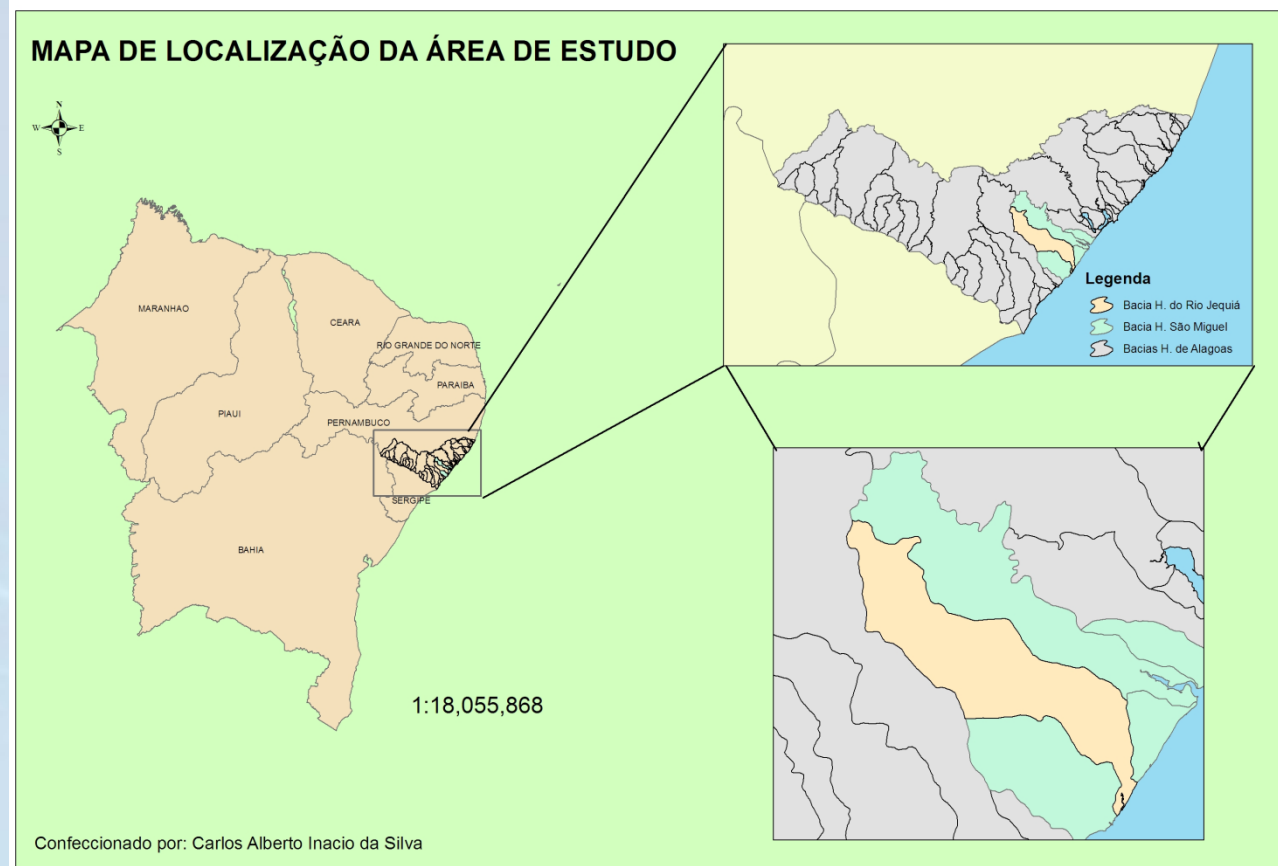 MAPA DE LOCALIZAÇÃO DA ÁREA DE ESTUDO
N
W E
S
MARANHAO
CEARA
RIO GRANDE DO NORTE
PARAIBA
PIAUI
PERNAMBUCO
SERGIPE
BAHIA
1:18,055,868
Legenda
Bacia H. do Rio Jequiá
Bacia H. São Miguel
Bacias H. de Alagoas
Confeccionado por: Carlos Alberto Inacio da Silva